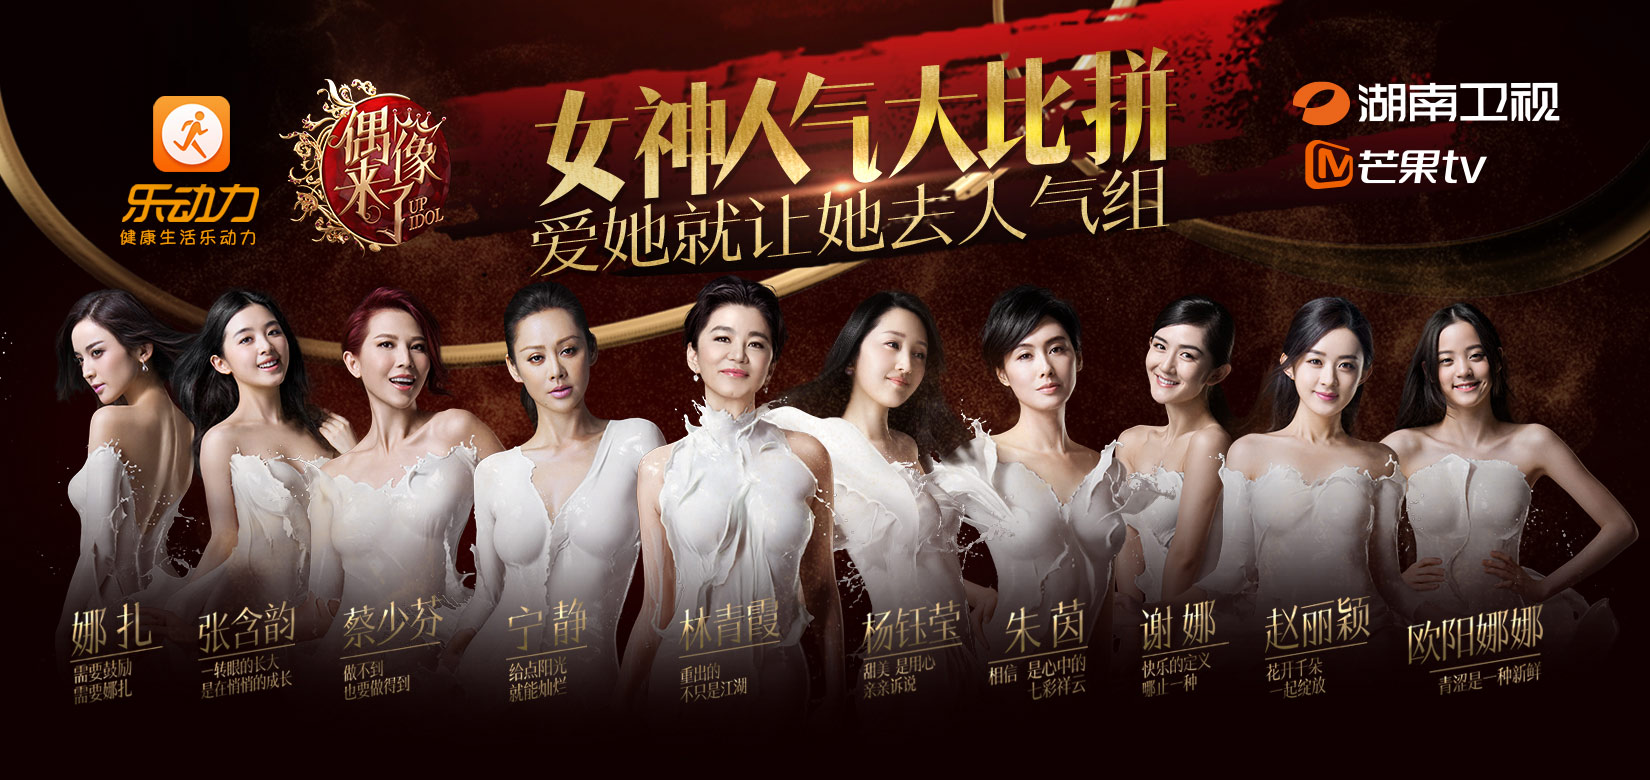 乐动力
健康生活乐动力
偶像
来了
UP
IDOL
女神人气大比拼
爱她就让她去人气组
湖南卫视
芒果tv
娜扎
需要鼓励
需要娜扎
张含韵
一转眼的长大
是在悄悄的成长
蔡少芬
做不到
也要做得到
宁静
给点阳光
就能灿烂
林青霞
重出的
不只是江湖
杨钰莹
甜美 是用心
亲亲诉说
朱茵
相信 是心中的
七彩祥云
谢娜
快乐的定义
哪止一种
赵丽颖
花开千朵
一起绽放
欧阳娜娜
青涩是一种新鲜